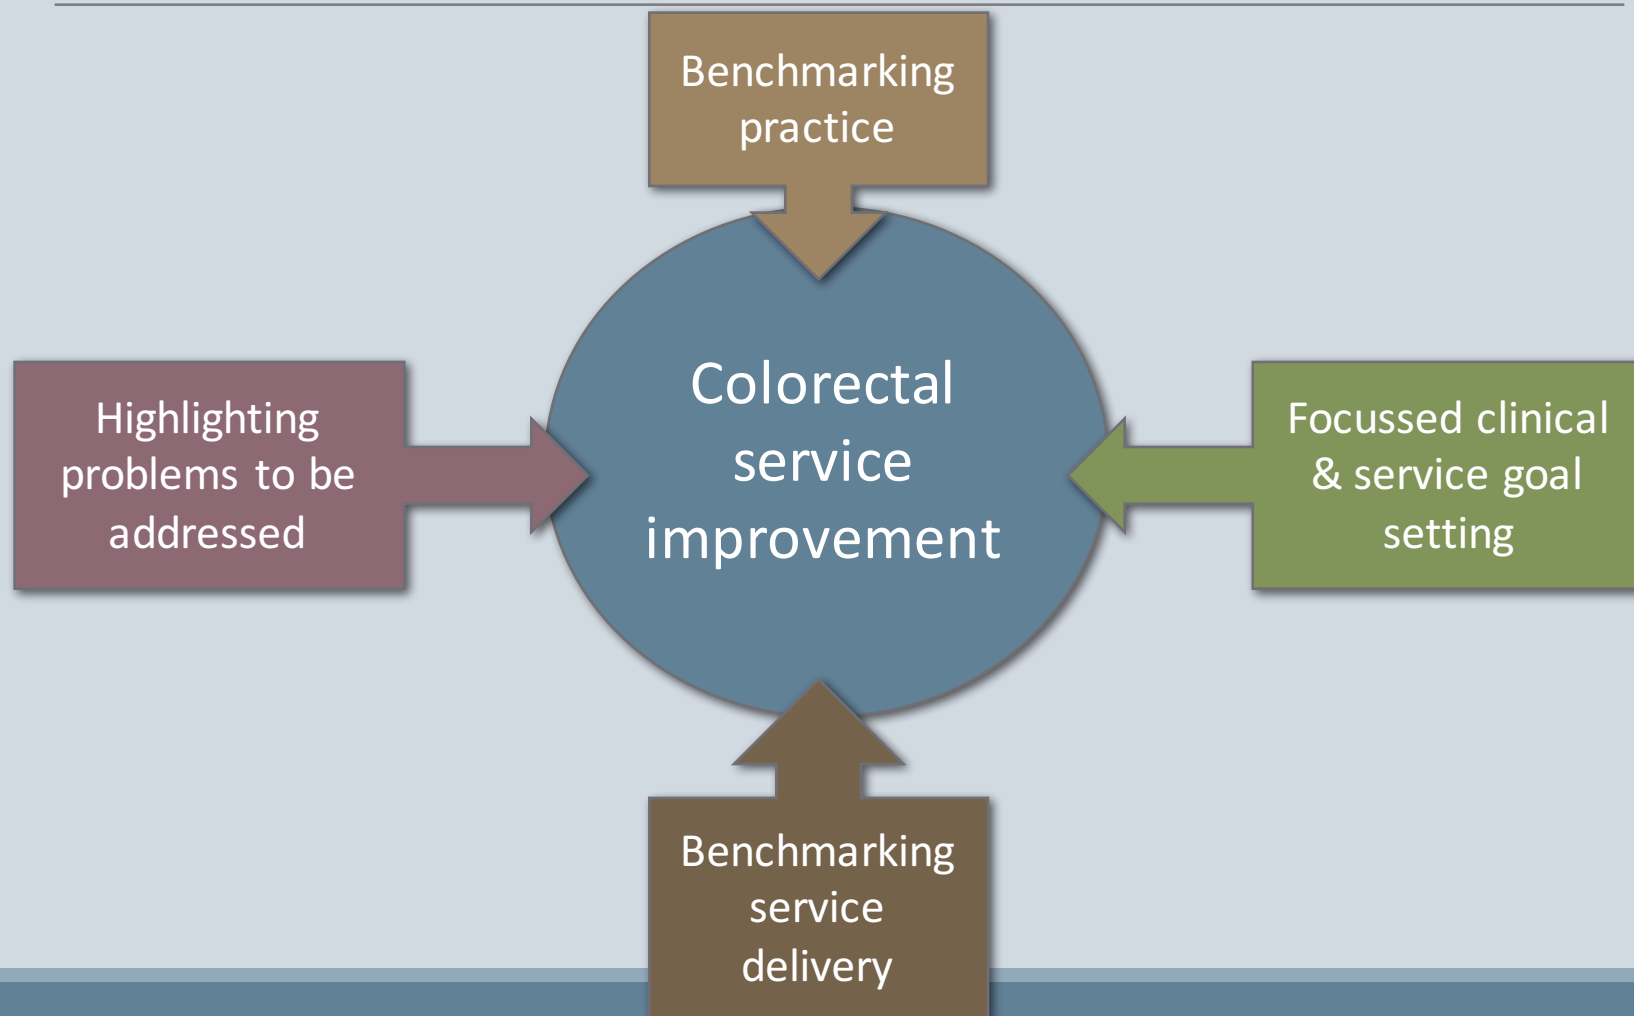 Benchmarking
practice
Highlighting
problems to be
addressed
Colorectal
service
improvement
Focussed clinical
& service goal
setting
Benchmarking
service
delivery